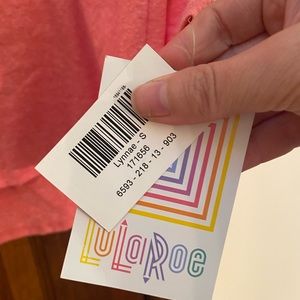 Lynnae - S
171656
6593 - 218 - 13 - 903
LuLaRoe